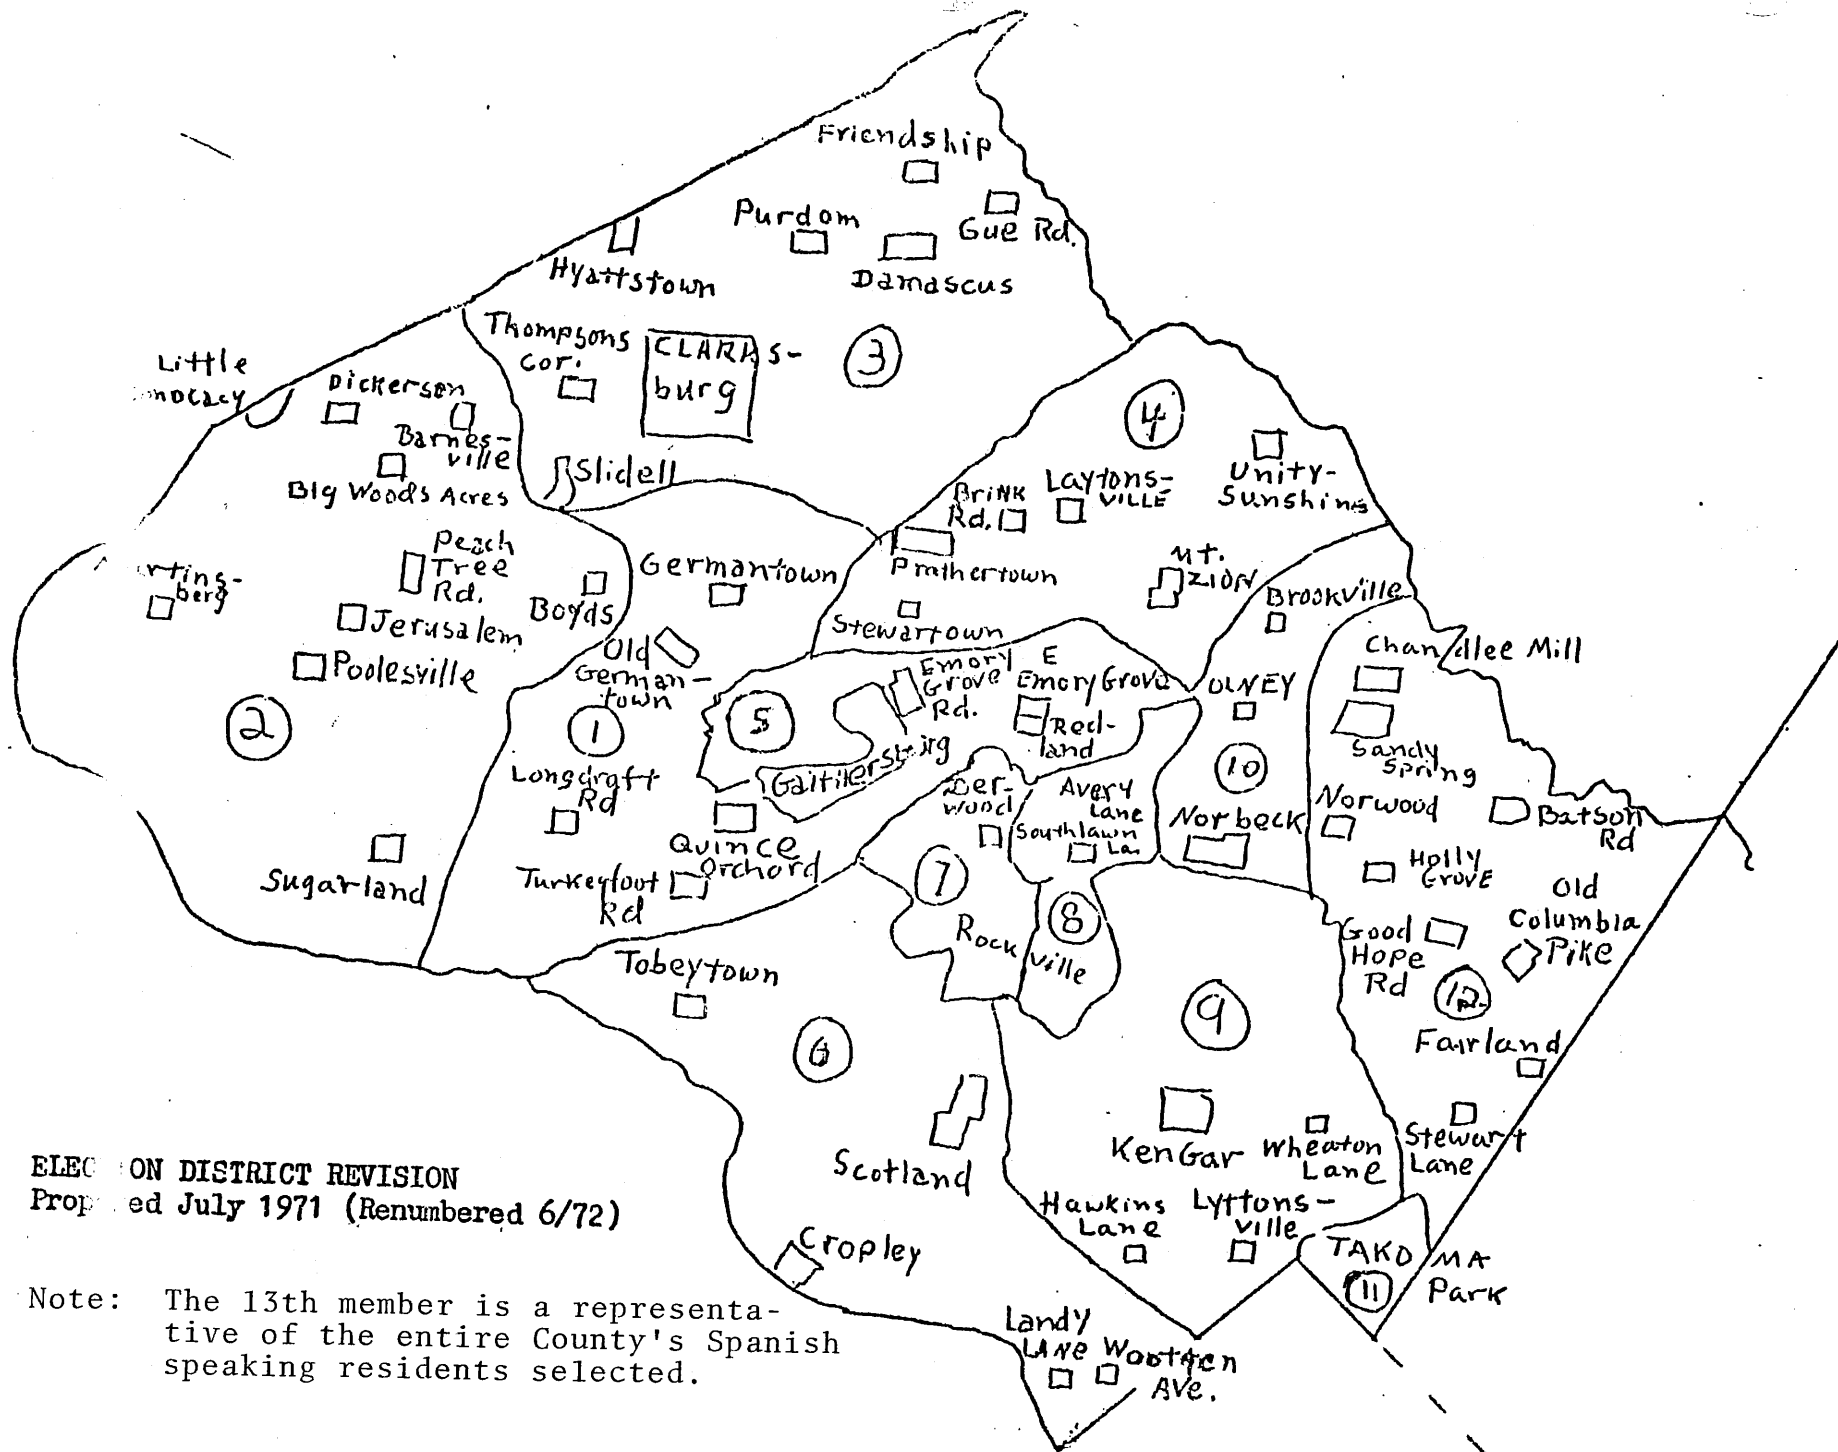 Friendship
Purdom
Gue Rd.
Damascus
Hyattstown
Thompsons
Cor.
CLARKS-
burg
3
Little
Dickerson
Barnes-
ville
Big Woods Acres
Slidell
4
Unity-
Sunshine
Laytons-
VILLE
Brink
Rd.
Prathertown
Mt.
ZION
Brookville
Peach
Tree
Rd.
Boyds
Germantown
Jerusalem
Poolesville
Stewartown
Old
German-
town
Emory
Grove
Rd.
E
Emory Grove
Red-
land
OLNEY
Chandlee Mill
Sandy
Spring
2
1
5
10
Longdraft
Rd
Gaithersburg
Derwood
Avery
Lane
Southlawn
La.
Norbeck
Norwood
Batson
Rd
Sugarland
Quince
Orchard
Turkeyfoot
Rd
7
8
Rock
ville
Holly
Grove
Old
Columbia
Pike
Good
Hope
Rd
12
Tobeytown
6
9
Fairland
Scotland
KenGar
Wheaton
Lane
Stewart
Lane
Hawkins
Lane
Lyttons-
ville
TAKOMA
Park
11
Cropley
Landy
LANE
Wootten
AVe.
ELEC ON DISTRICT REVISION
Prop ed July 1971 (Renumbered 6/72)
Note: The 13th member is a representa-
tive of the entire County's Spanish
speaking residents selected.